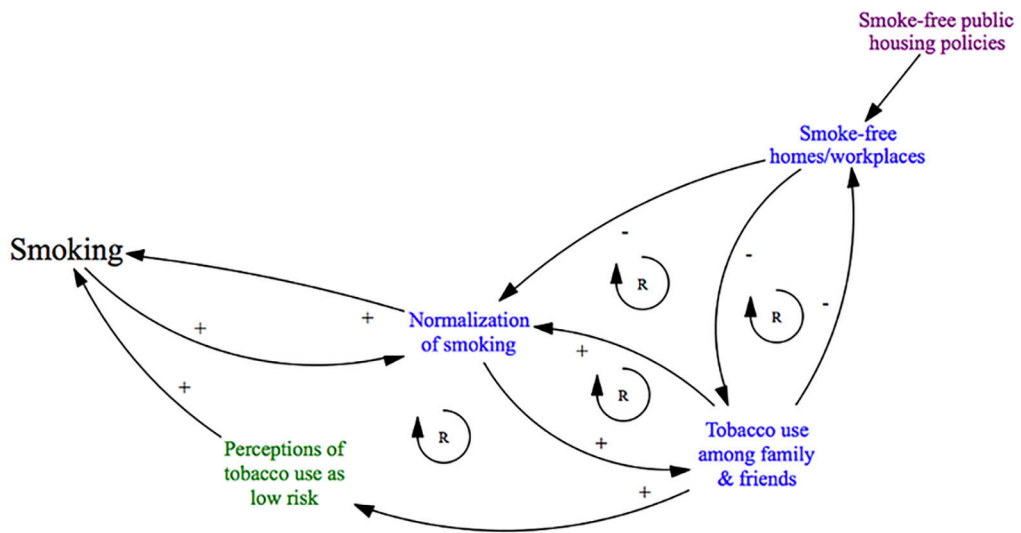 Smoke-free public
housing policies
Smoke-free
homes/workplaces
-
-
R
Smoking
R
-
+
+
Normalization
of smoking
+
+
R
Tobacco use
among family
& friends
R
+
Perceptions of
tobacco use as
low risk
+